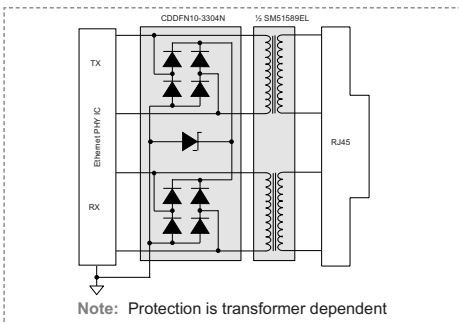 CDDFN10-3304N
½ SM51589EL
TX
Ethernet PHY IC
RJ45
RX
Note: Protection is transformer dependent